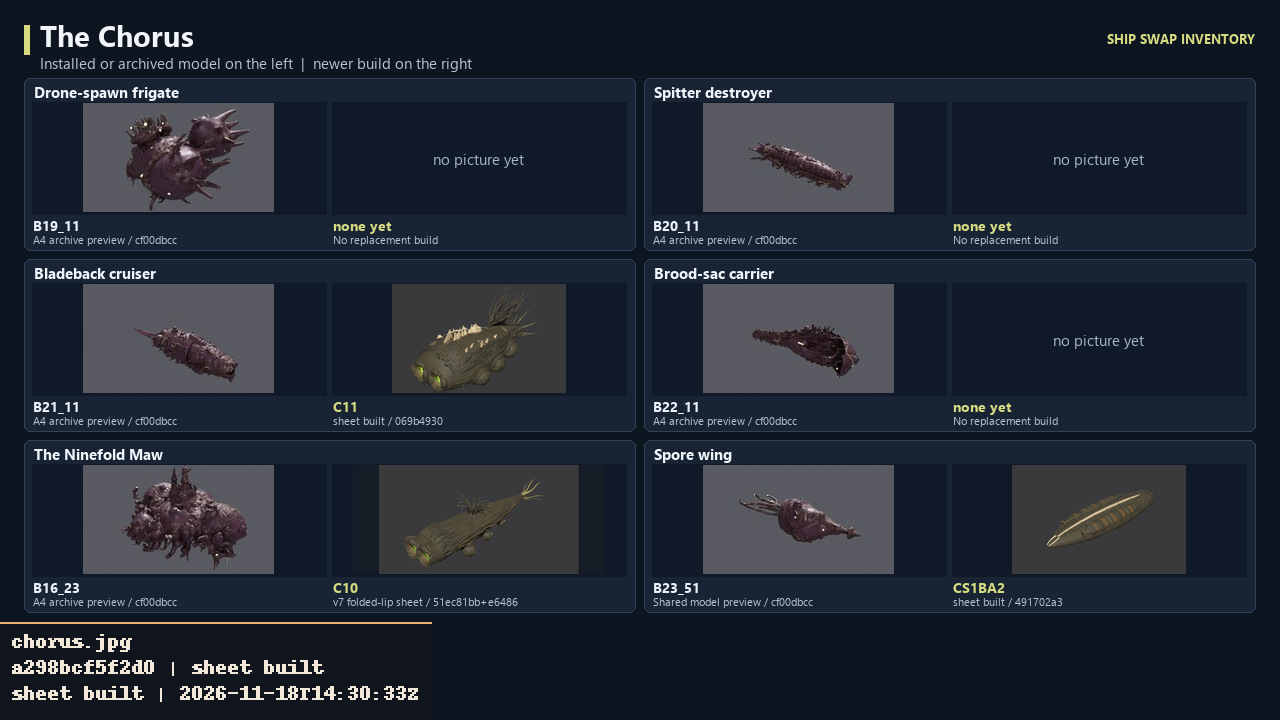 The Chorus
SHIP SWAP INVENTORY
Installed or archived model on the left | newer build on the right
Drone-spawn frigate
no picture yet
B19_11
none yet
A4 archive preview / cf00dbcc
No replacement build
Spitter destroyer
no picture yet
B20_11
none yet
A4 archive preview / cf00dbcc
No replacement build
Bladeback cruiser
B21_11
C11
A4 archive preview / cf00dbcc
sheet built / 069b4930
Brood-sac carrier
no picture yet
B22_11
none yet
A4 archive preview / cf00dbcc
No replacement build
The Ninefold Maw
B16_23
C10
A4 archive preview / cf00dbcc
v7 folded-lip sheet / 51ec81bb+e6486
Spore wing
B23_51
CS1BA2
Shared model preview / cf00dbcc
sheet built / 491702a3
chorus.jpg
a298bcf5f2d0 | sheet built
sheet built | 2026-11-18T14:30:33Z